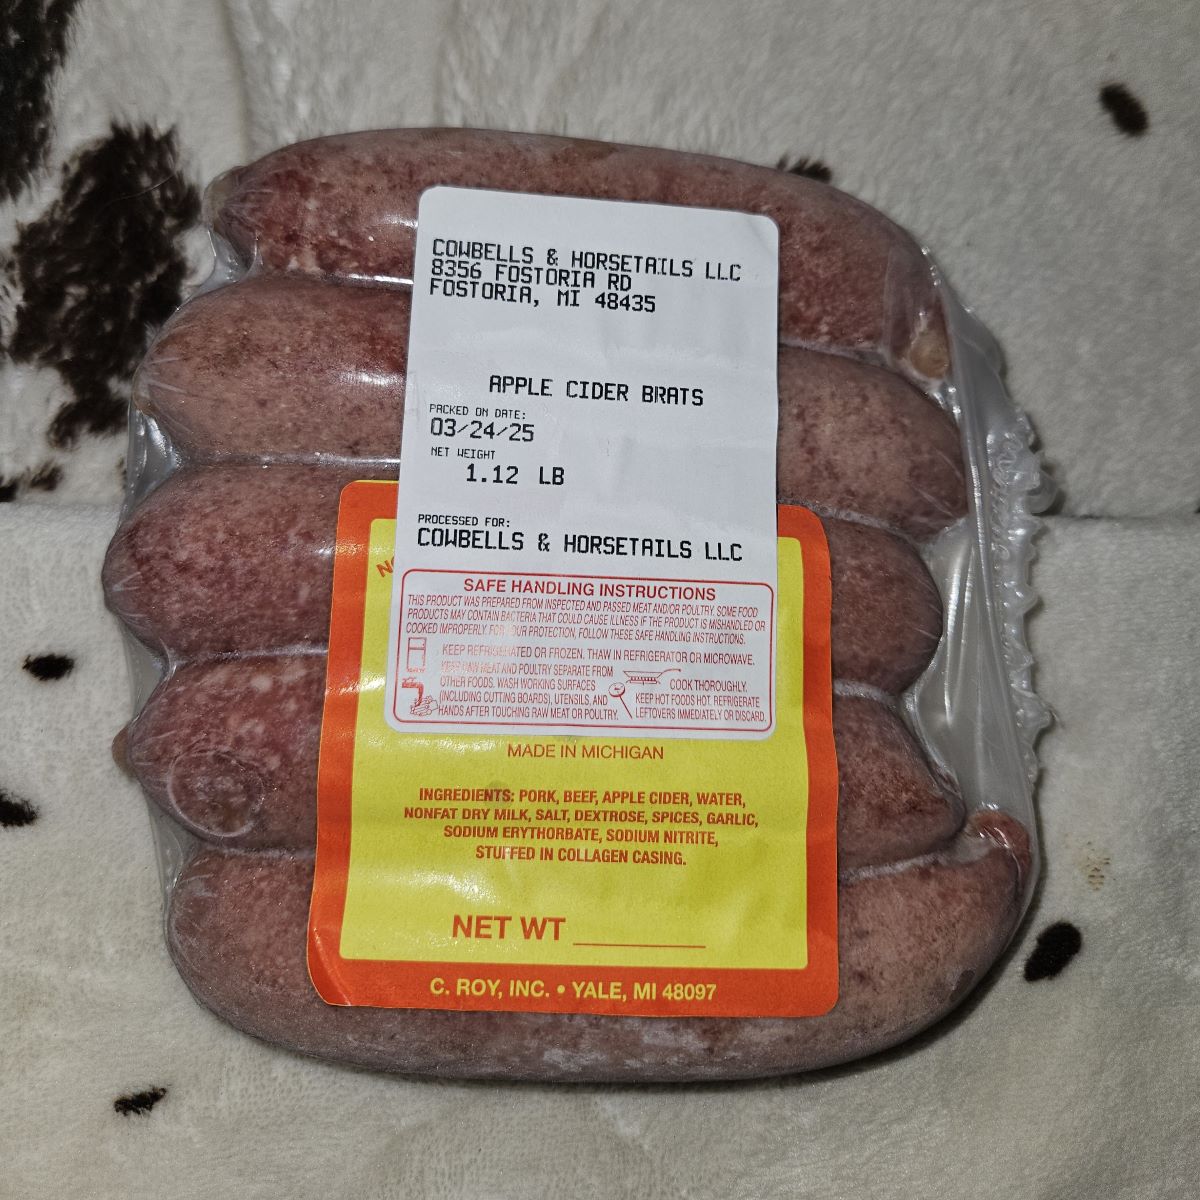 COWBELLS & HORSETAILS LLC
8356 FOSTORIA RD
FOSTORIA, MI 48435
APPLE CIDER BRATS
PACKED ON DATE:
03/24/25
NET WEIGHT
1.12 LB
PROCESSED FOR:
COWBELLS & HORSETAILS LLC
SAFE HANDLING INSTRUCTIONS
THIS PRODUCT WAS PREPARED FROM INSPECTED AND PASSED MEAT AND/OR POULTRY. SOME FOOD
PRODUCTS MAY CONTAIN BACTERIA THAT COULD CAUSE ILLNESS IF THE PRODUCT IS MISHANDLED OR
COOKED IMPROPERLY. FOR YOUR PROTECTION, FOLLOW THESE SAFE HANDLING INSTRUCTIONS.
KEEP REFRIGERATED OR FROZEN. THAW IN REFRIGERATOR OR MICROWAVE.
KEEP RAW MEAT AND POULTRY SEPARATE FROM
OTHER FOODS. WASH WORKING SURFACES
(INCLUDING CUTTING BOARDS), UTENSILS, AND
HANDS AFTER TOUCHING RAW MEAT OR POULTRY.
COOK THOROUGHLY.
KEEP HOT FOODS HOT. REFRIGERATE
LEFTOVERS IMMEDIATELY OR DISCARD.
MADE IN MICHIGAN
INGREDIENTS: PORK, BEEF, APPLE CIDER, WATER,
NONFAT DRY MILK, SALT, DEXTROSE, SPICES, GARLIC,
SODIUM ERYTHORBATE, SODIUM NITRITE,
STUFFED IN COLLAGEN CASING.
NET WT
C. ROY, INC. • YALE, MI 48097